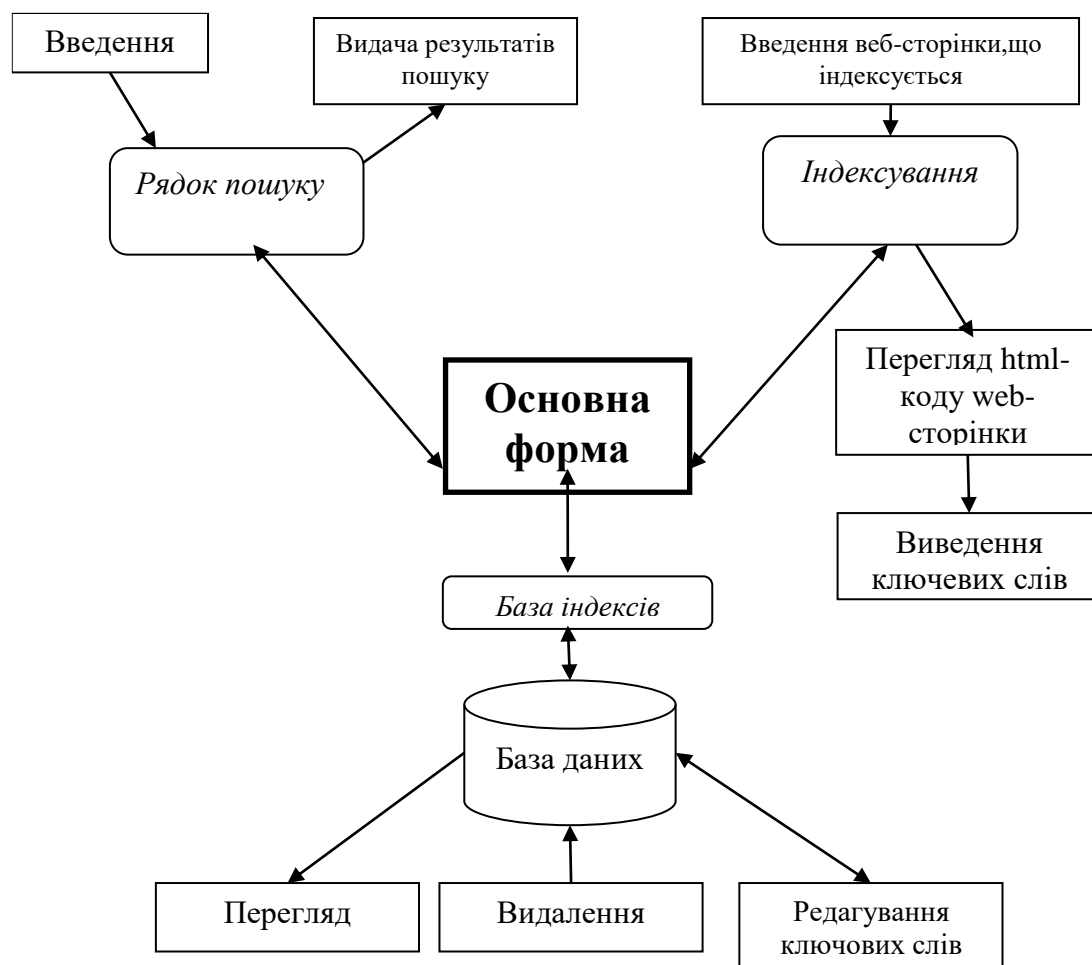 Введення
Видача результатів
пошуку
Введення веб-сторінки,що
індексується
Рядок пошуку
Індексування
Перегляд html-
коду web-
сторінки
Основна
форма
Виведення
ключевих слів
База індексів
База даних
Перегляд
Видалення
Редагування
ключових слів